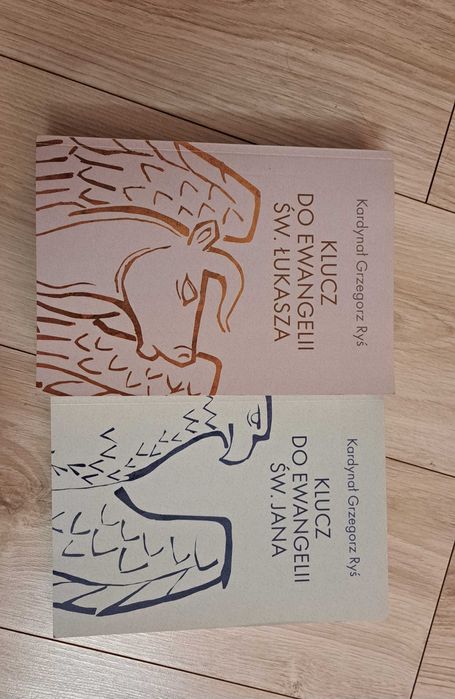 Kardynał Grzegorz Ryś
KLUCZ
DO EWANGELII
ŚW. ŁUKASZA
Kardynał Grzegorz Ryś
KLUCZ
DO EWANGELII
ŚW. JANA